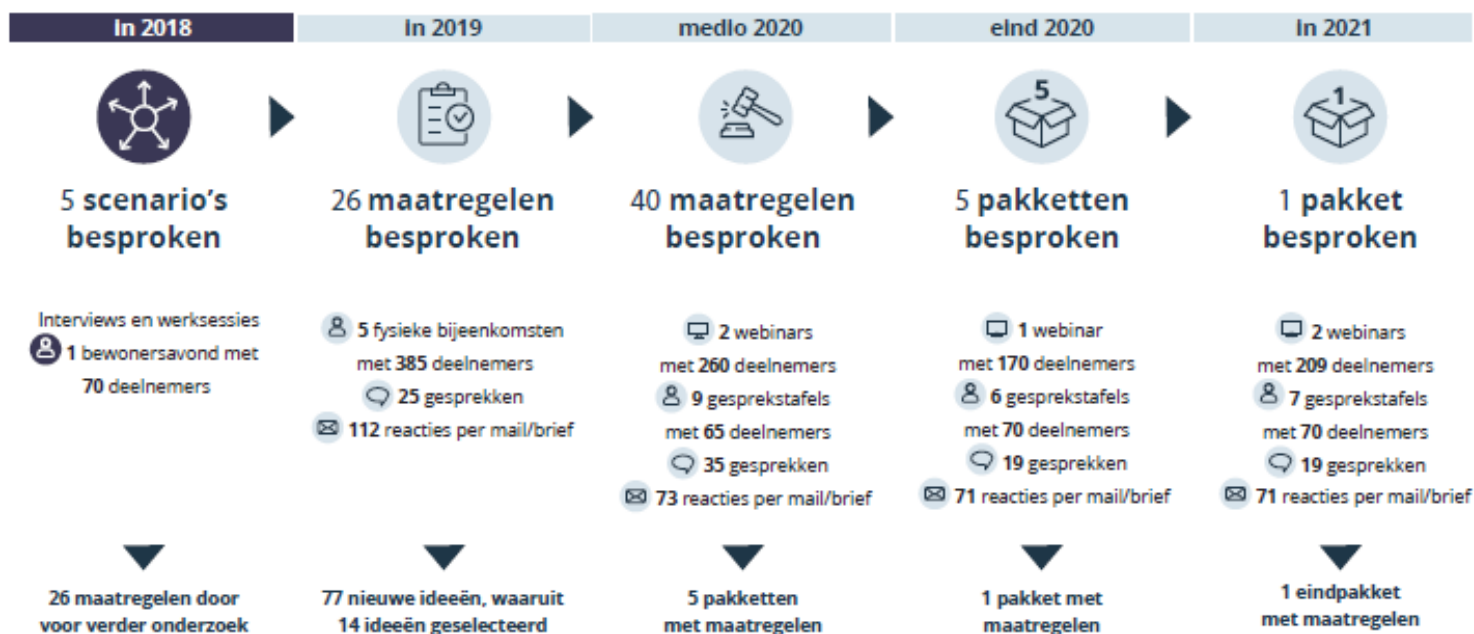 In 2018
In 2019
medio 2020
eind 2020
In 2021
5
1
5 scenario's
besproken
26 maatregelen
besproken
40 maatregelen
besproken
5 pakketten
besproken
1 pakket
besproken
Interviews en werksessies
1 bewonersavond met
70 deelnemers
5 fysieke bijeenkomsten
met 385 deelnemers
25 gesprekken
112 reacties per mail/brief
2 webinars
met 260 deelnemers
9 gesprekstafels
met 65 deelnemers
35 gesprekken
73 reacties per mail/brief
1 webinar
met 170 deelnemers
6 gesprekstafels
met 70 deelnemers
19 gesprekken
71 reacties per mail/brief
2 webinars
met 209 deelnemers
7 gesprekstafels
met 70 deelnemers
19 gesprekken
71 reacties per mail/brief
26 maatregelen door
voor verder onderzoek
77 nieuwe ideeën, waaruit
14 ideeën geselecteerd
5 pakketten
met maatregelen
1 pakket met
maatregelen
1 eindpakket
met maatregelen